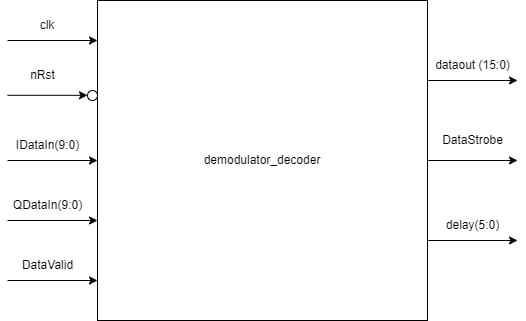 clk
nRst
IDataIn(9:0)
QDataIn(9:0)
DataValid
demodulator_decoder
dataout (15:0)
DataStrobe
delay(5:0)